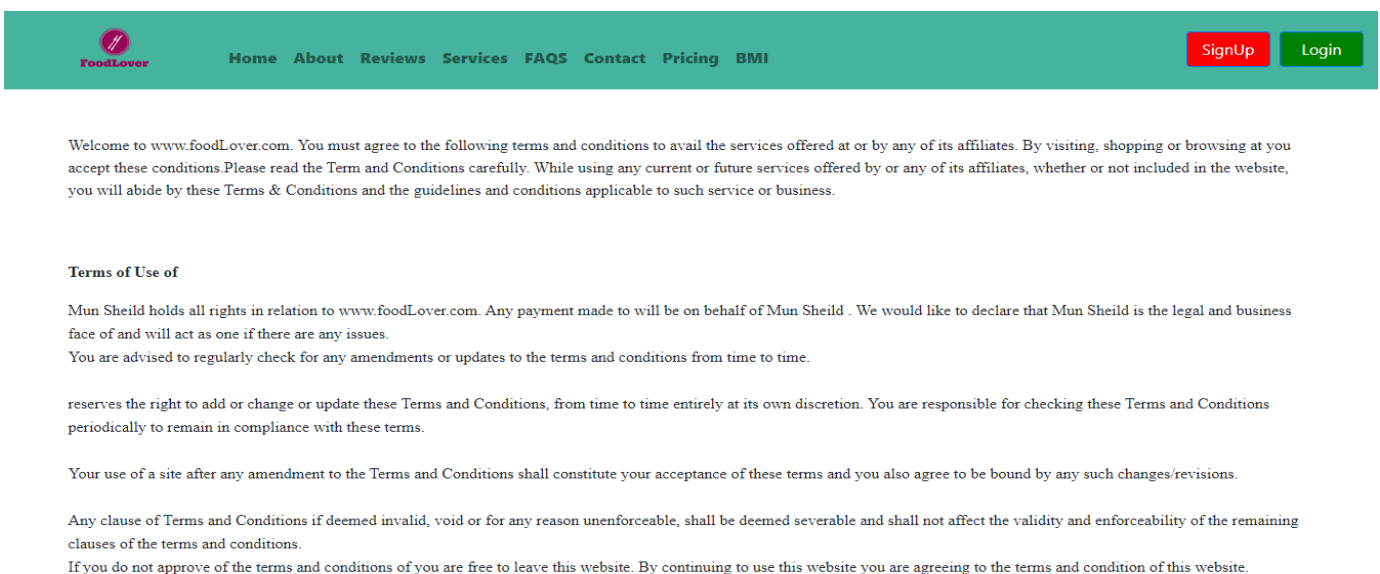 FoodLover
Home About Reviews Services FAQS Contact Pricing BMI
SignUp Login
Welcome to www.foodLover.com. You must agree to the following terms and conditions to avail the services offered at or by any of its affiliates. By visiting, shopping or browsing at you
accept these conditions.Please read the Term and Conditions carefully. While using any current or future services offered by or any of its affiliates, whether or not included in the website,
you will abide by these Terms & Conditions and the guidelines and conditions applicable to such service or business.
Terms of Use of
Mun Sheild holds all rights in relation to www.foodLover.com. Any payment made to will be on behalf of Mun Sheild . We would like to declare that Mun Sheild is the legal and business
face of and will act as one if there are any issues.
You are advised to regularly check for any amendments or updates to the terms and conditions from time to time.
reserves the right to add or change or update these Terms and Conditions, from time to time entirely at its own discretion. You are responsible for checking these Terms and Conditions
periodically to remain in compliance with these terms.
Your use of a site after any amendment to the Terms and Conditions shall constitute your acceptance of these terms and you also agree to be bound by any such changes/revisions.
Any clause of Terms and Conditions if deemed invalid, void or for any reason unenforceable, shall be deemed severable and shall not affect the validity and enforceability of the remaining
clauses of the terms and conditions.
If you do not approve of the terms and conditions of you are free to leave this website. By continuing to use this website you are agreeing to the terms and condition of this website.